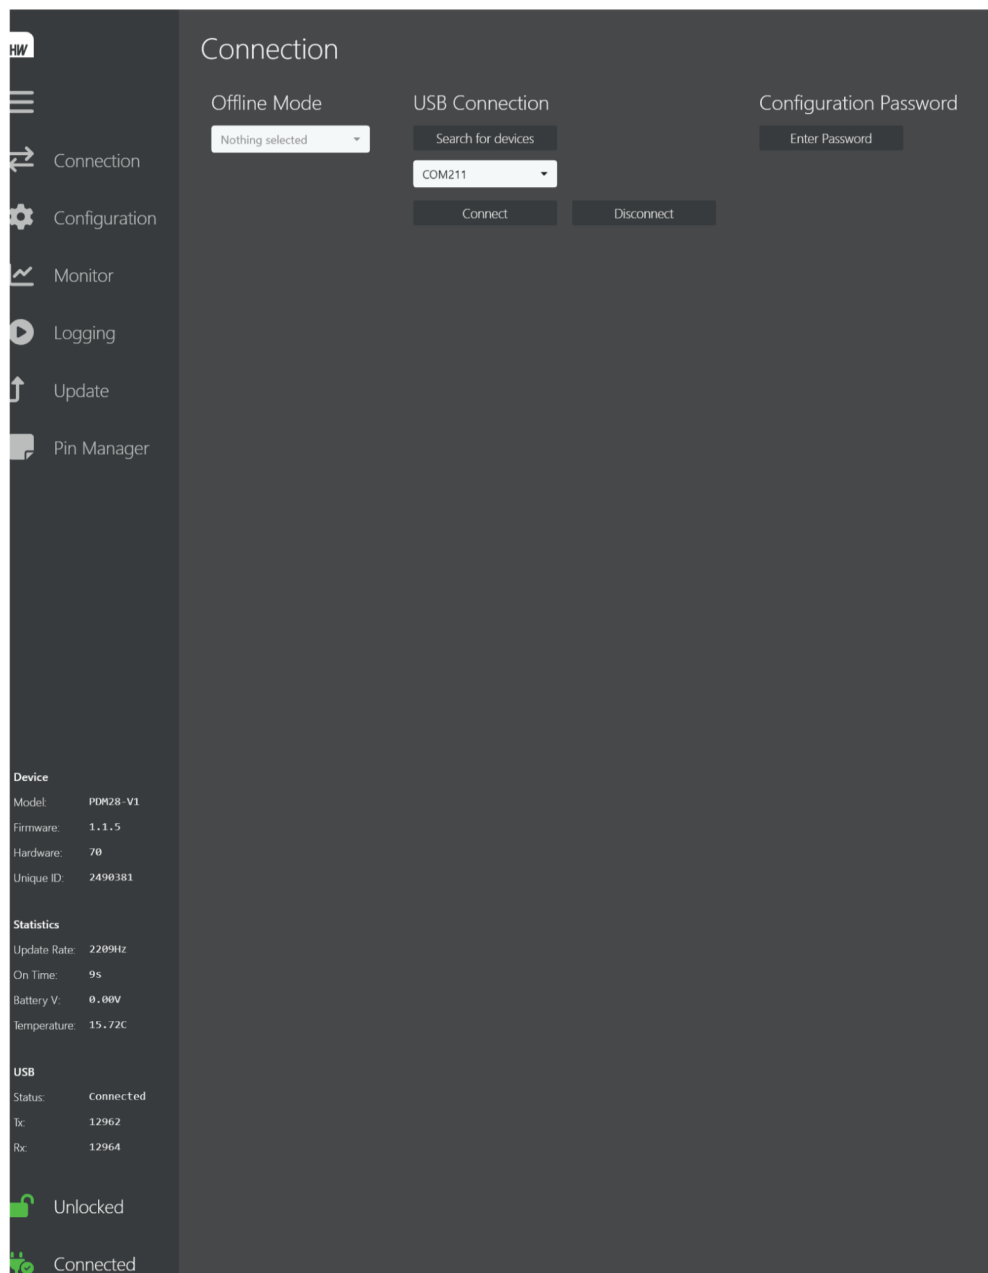 HW
Connection
Offline Mode
USB Connection
Configuration Password
Nothing selected
Search for devices
Enter Password
COM211
Connect
Disconnect
Connection
Configuration
Monitor
Logging
Update
Pin Manager
Device
Model: PDM28-V1
Firmware: 1.1.5
Hardware: 70
Unique ID: 2490381
Statistics
Update Rate: 2209Hz
On Time: 9s
Battery V: 0.00V
Temperature: 15.72C
USB
Status: Connected
Tx: 12962
Rx: 12964
Unlocked
Connected